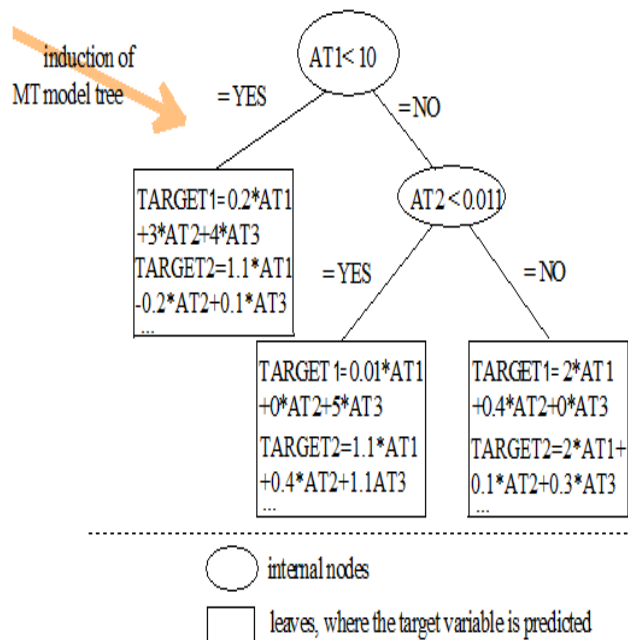 induction of
MT model tree
AT1<10
=YES
=NO
TARGET1=0.2*AT1
+3*AT2+4*AT3
TARGET2=1.1*AT1
-0.2*AT2+0.1*AT3
...
AT2<0.011
=YES
=NO
TARGET1=0.01*AT1
+0*AT2+5*AT3
TARGET2=1.1*AT1
+0.4*AT2+1.1AT3
...
TARGET1=2*AT1
+0.4*AT2+0*AT3
TARGET2=2*AT1+
0.1*AT2+0.3*AT3
...
internal nodes
leaves, where the target variable is predicted